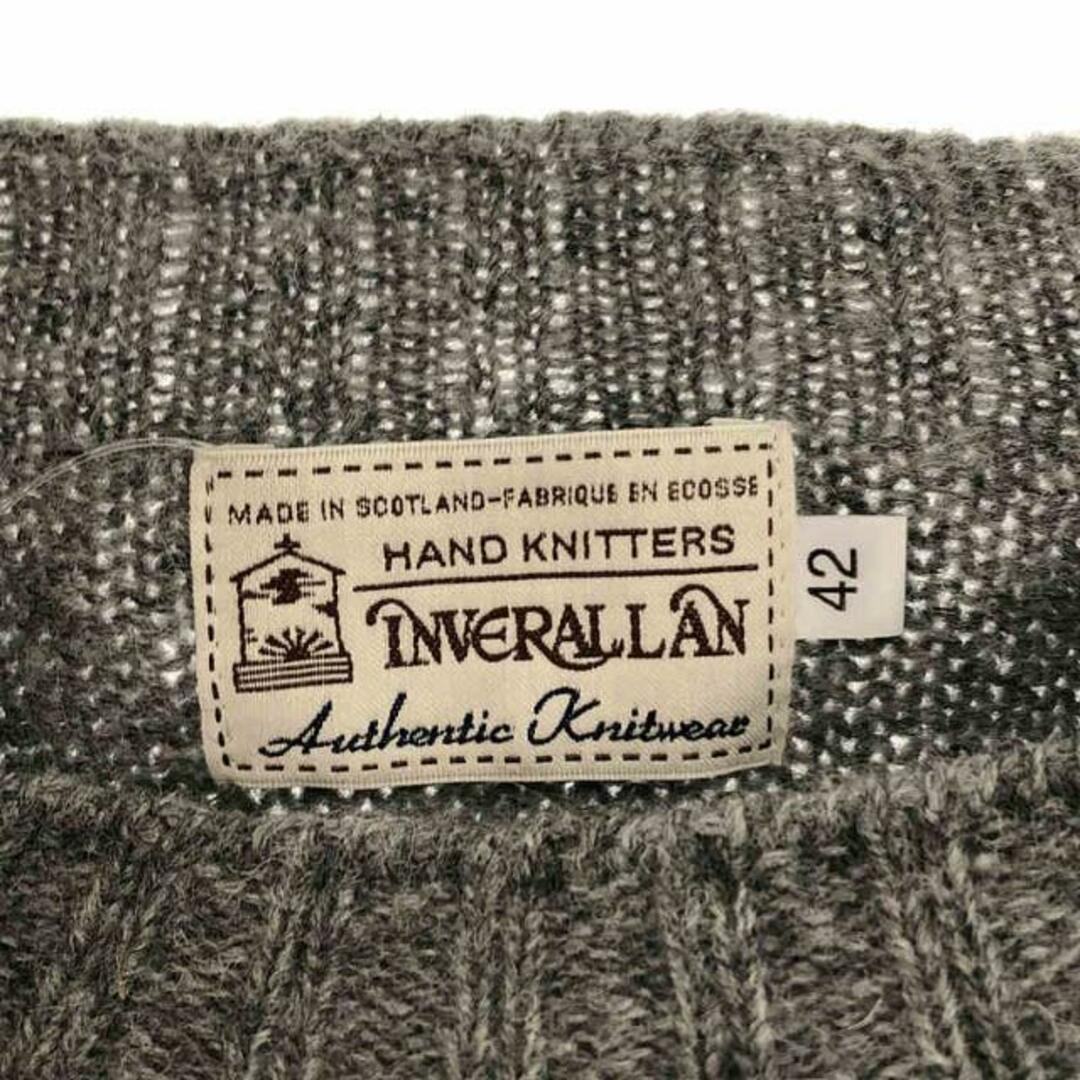 MADE IN SCOTLAND-FABRIQUE EN ECOSSE
HAND KNITTERS
INVERALLAN
Authentic Knitwear
42